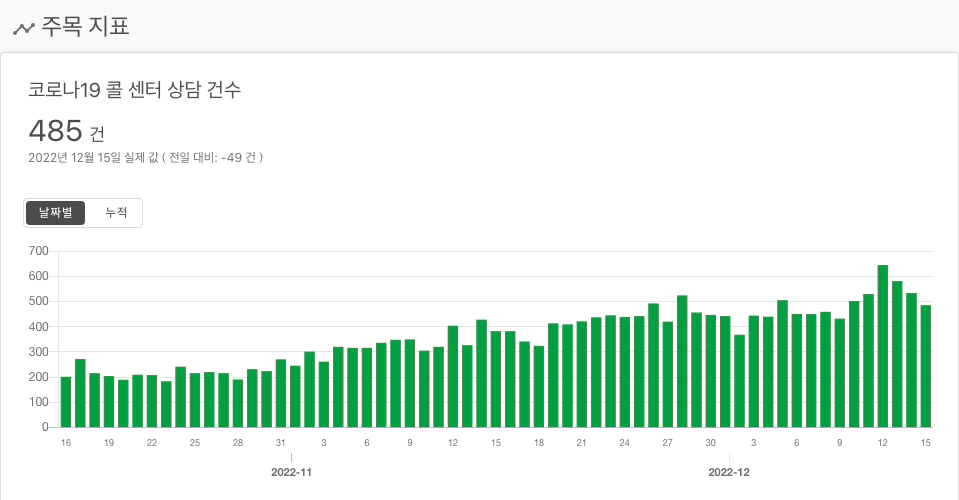 주목 지표
코로나19 콜 센터 상담 건수
485 건
2022년 12월 15일 실제 값 ( 전일 대비: -49 건 )
날짜별 누적
700
600
500
400
300
200
100
0
16 19 22 25 28 31 3 6 9 12 15 18 21 24 27 30 3 6 9 12 15
2022-11 2022-12